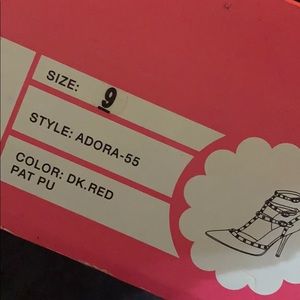 SIZE: 9
STYLE: ADORA-55
COLOR: DK.RED
PAT PU